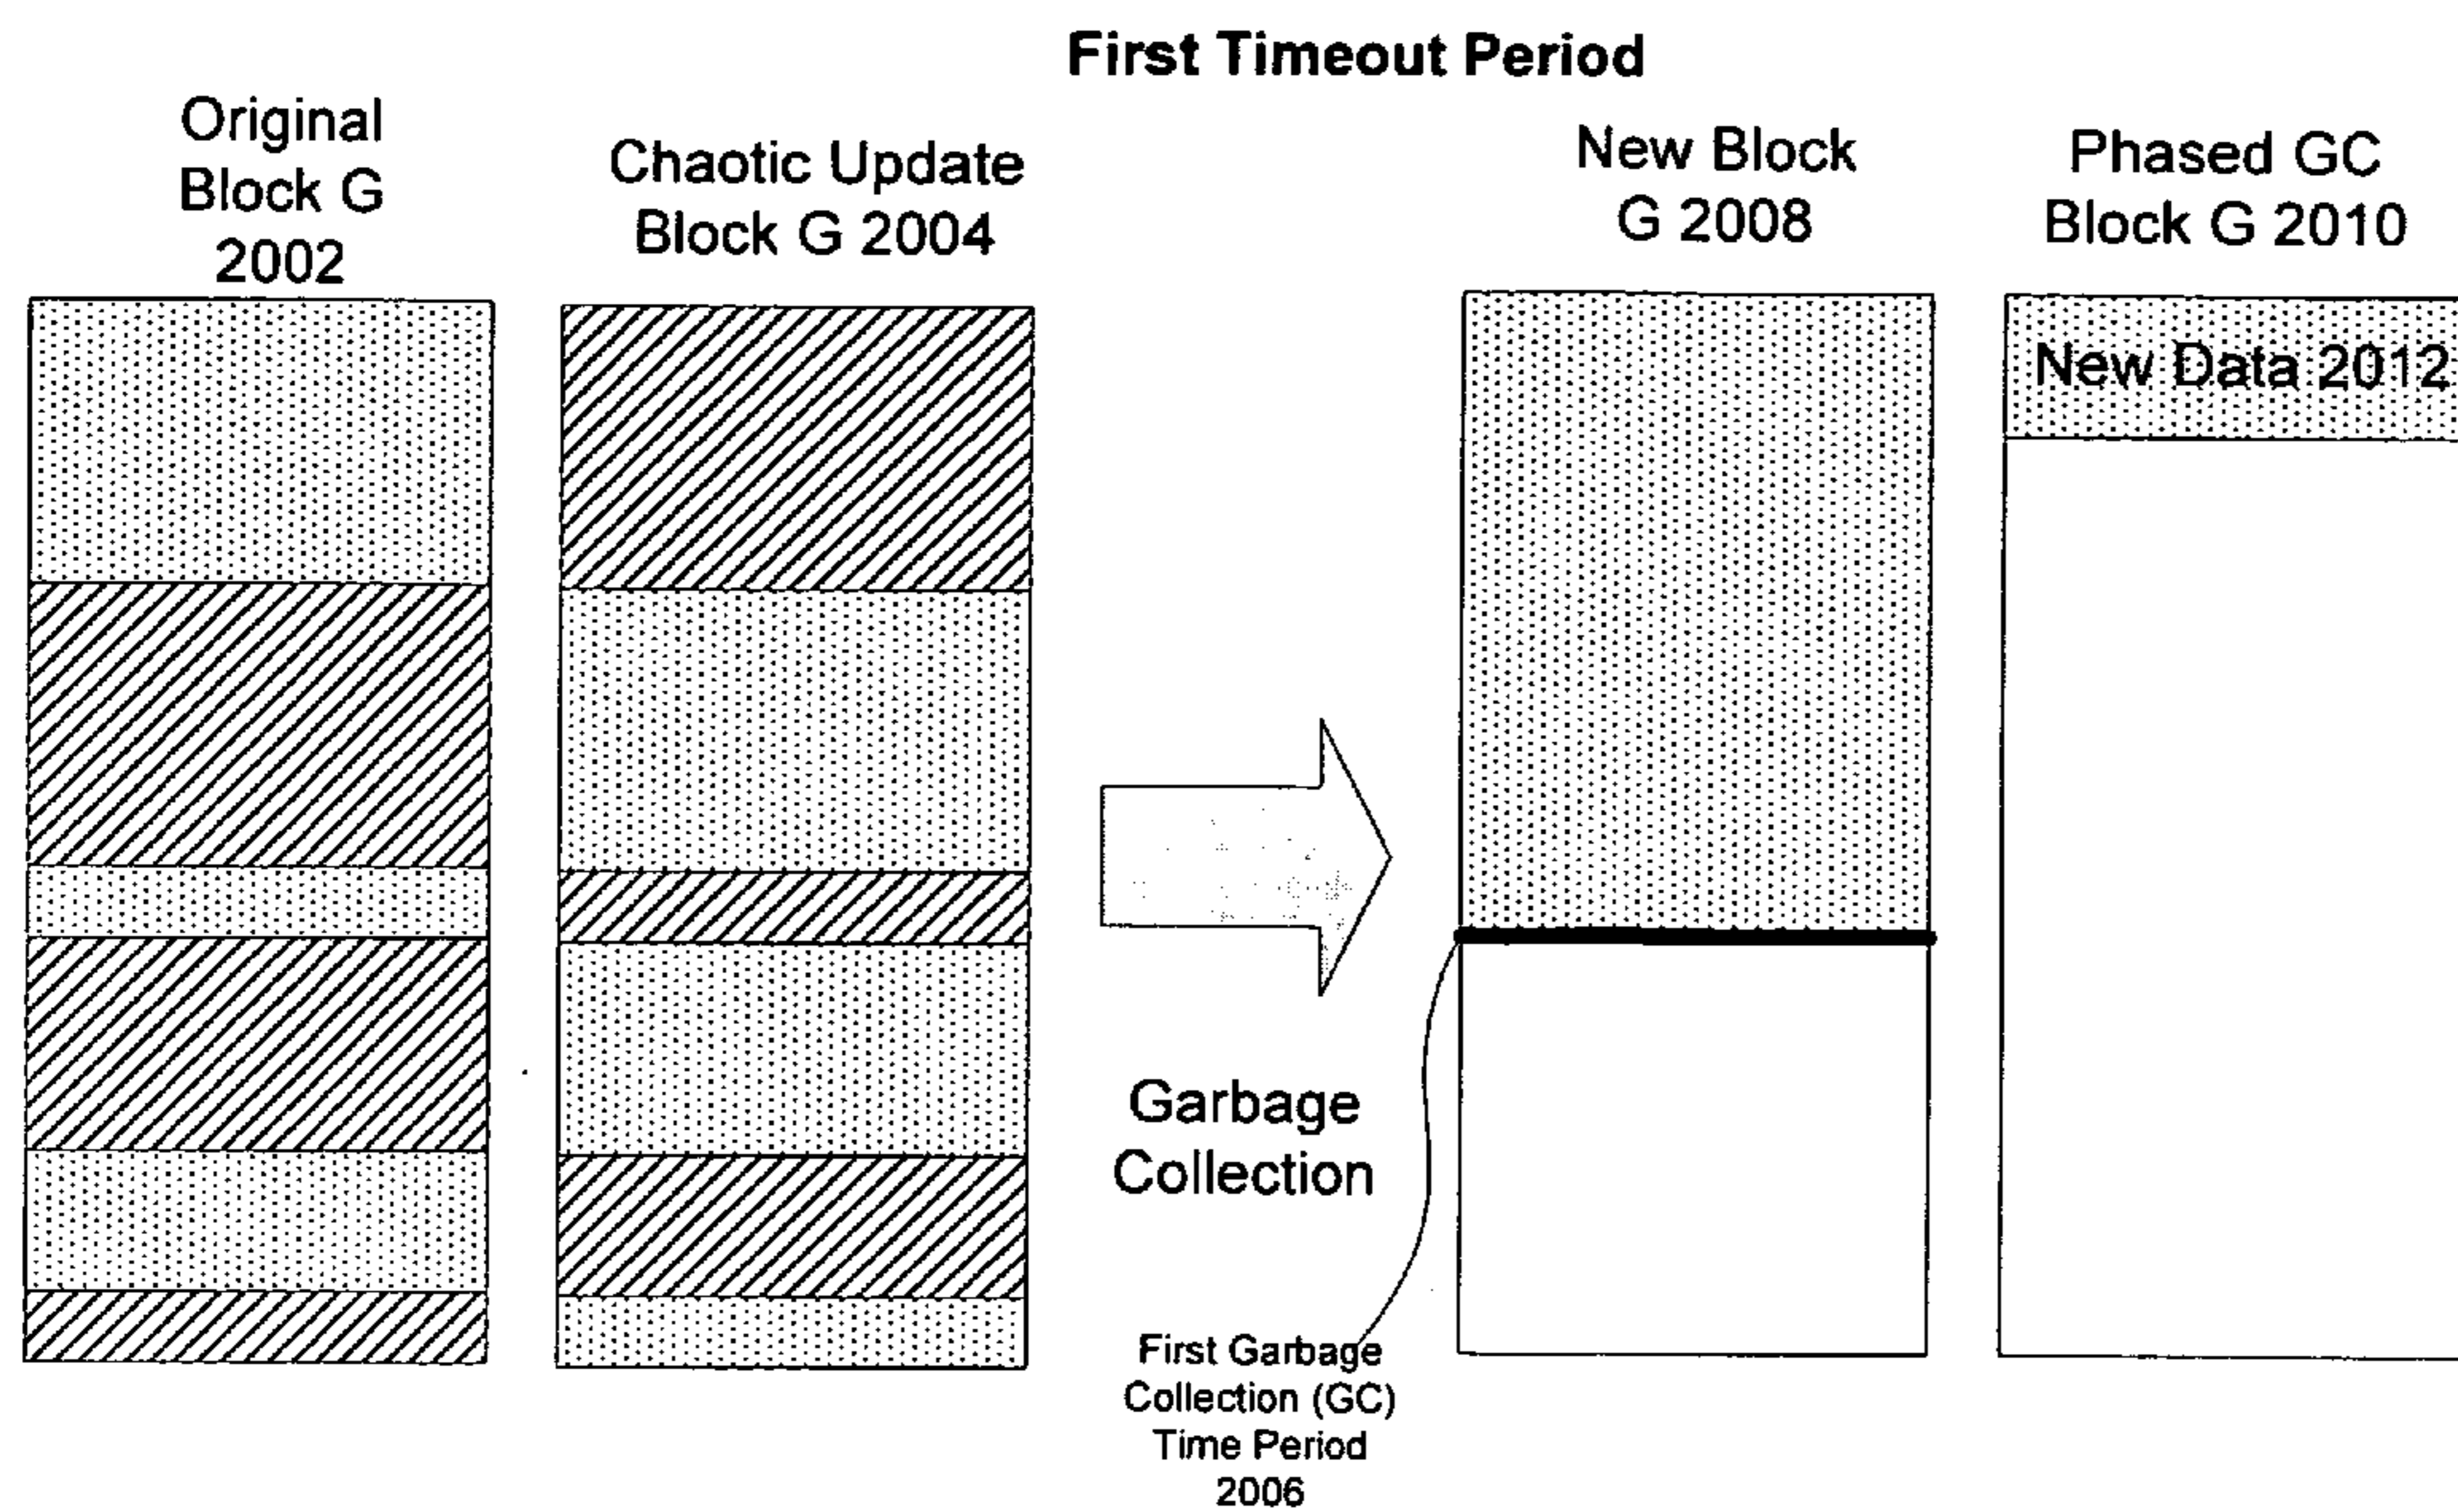 First Timeout Period
Original
Block G
2002
Chaotic Update
Block G 2004
New Block
G 2008
Phased GC
Block G 2010
New Data 2012
Garbage
Collection
First Garbage
Collection (GC)
Time Period
2006